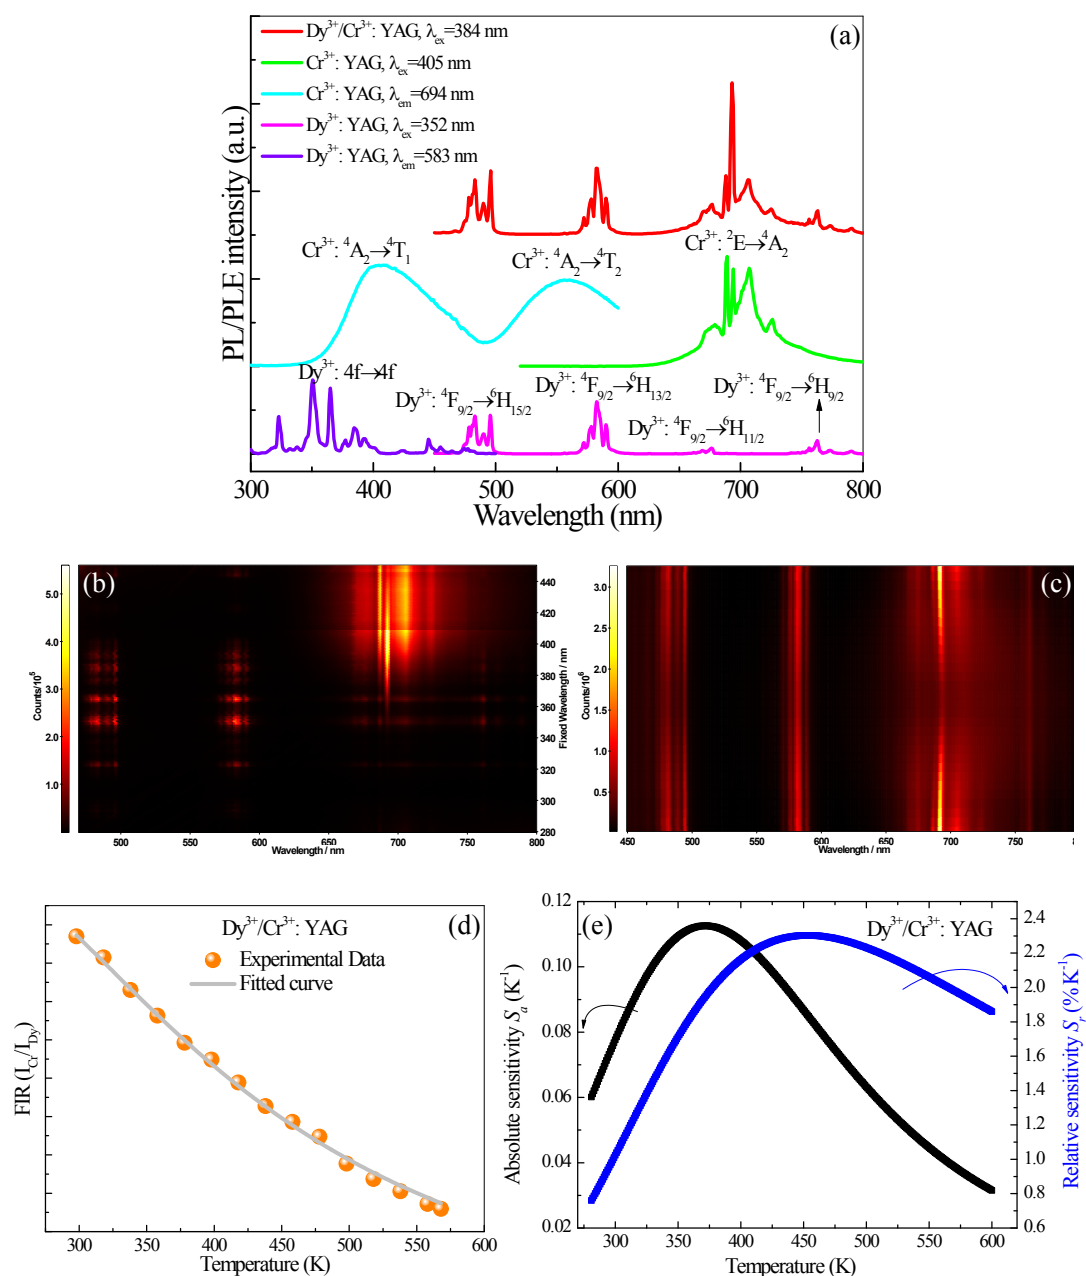 (a)
Dy³⁺/Cr³⁺: YAG, λex=384 nm
Cr³⁺: YAG, λex=405 nm
Cr³⁺: YAG, λem=694 nm
Dy³⁺: YAG, λex=352 nm
Dy³⁺: YAG, λem=583 nm
PL/PLE intensity (a.u.)
Cr³⁺: ⁴A₂→⁴T₁
Cr³⁺: ⁴A₂→⁴T₂
Cr³⁺: ²E→⁴A₂
Dy³⁺: 4f→4f
Dy³⁺: ⁴F9/2→⁶H15/2
Dy³⁺: ⁴F9/2→⁶H13/2
Dy³⁺: ⁴F9/2→⁶H11/2
Dy³⁺: ⁴F9/2→⁶H9/2
300 400 500 600 700 800
Wavelength (nm)
(b)
5.0
4.0
3.0
2.0
1.0
Counts/10⁵
440
420
400
380
360
340
320
300
280
Fixed Wavelength / nm
500 550 600 650 700 750 800
Wavelength / nm
(c)
3.0
2.5
2.0
1.5
1.0
0.5
Counts/10⁶
450 500 550 600 650 700 750
Wavelength / nm
(d)
Dy³⁺/Cr³⁺: YAG
Experimental Data
Fitted curve
FIR (ICr/IDy)
300 350 400 450 500 550 600
Temperature (K)
(e)
Dy³⁺/Cr³⁺: YAG
0.12
0.10
0.08
0.06
0.04
0.02
Absolute sensitivity Sa (K⁻¹)
2.4
2.2
2.0
1.8
1.6
1.4
1.2
1.0
0.8
0.6
Relative sensitivity Sr (% K⁻¹)
300 350 400 450 500 550 600
Temperature (K)